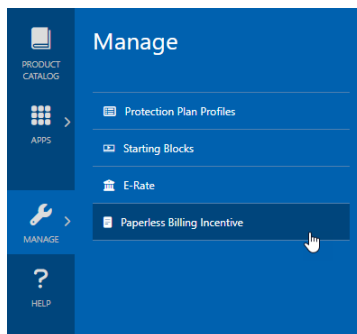 Manage
PRODUCT
CATALOG
APPS
MANAGE
?
HELP
Protection Plan Profiles
Starting Blocks
E-Rate
Paperless Billing Incentive